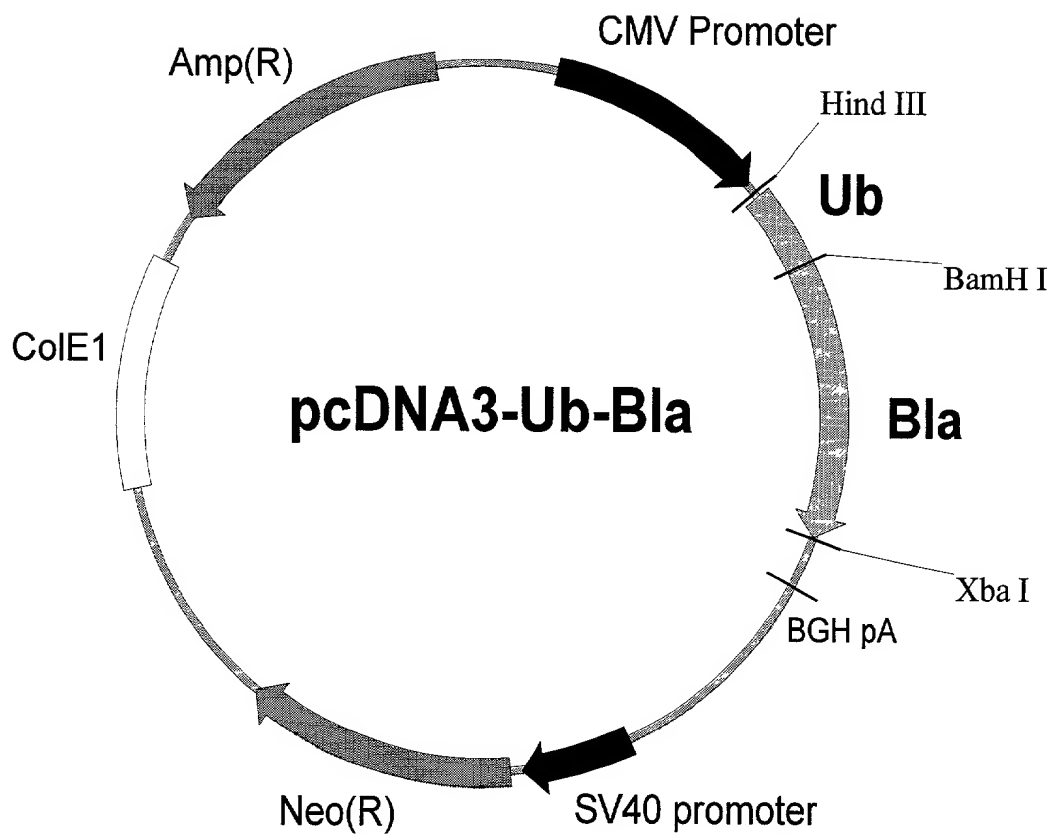 CMV Promoter
Amp(R)
Hind III
Ub
BamH I
ColE1
pcDNA3-Ub-Bla
Bla
Xba I
BGH pA
Neo(R)
SV40 promoter